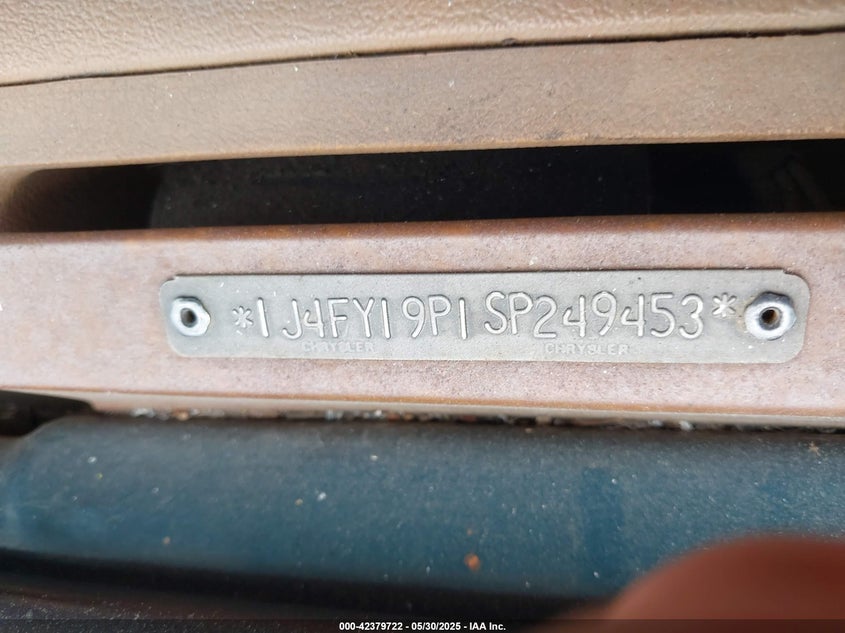 *1J4FY19P1SP249453*
CHRYSLER CHRYSLER
000-42379722 - 05/30/2025 - IAA Inc.